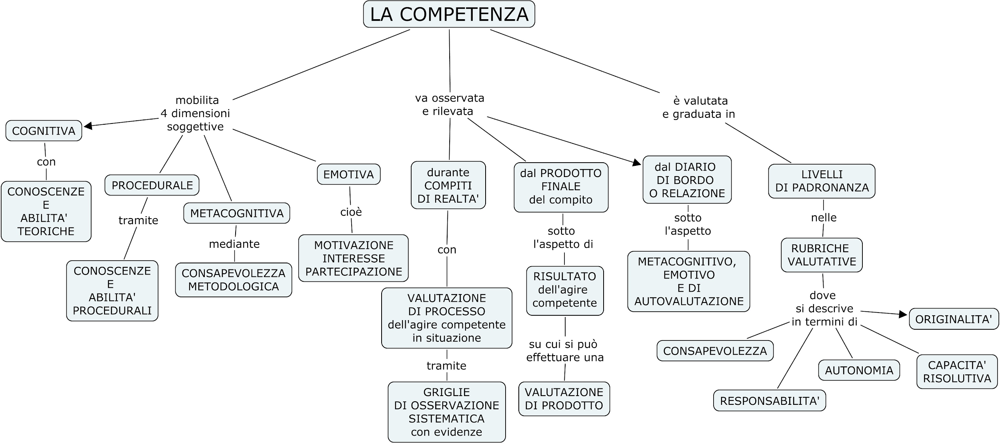 LA COMPETENZA
mobilita
4 dimensioni
soggettive
COGNITIVA
con
CONOSCENZE
E
ABILITA'
TEORICHE
PROCEDURALE
tramite
CONOSCENZE
E
ABILITA'
PROCEDURALI
METACOGNITIVA
mediante
CONSAPEVOLEZZA
METODOLOGICA
EMOTIVA
cioè
MOTIVAZIONE
INTERESSE
PARTECIPAZIONE
va osservata
e rilevata
durante
COMPITI
DI REALTA'
con
VALUTAZIONE
DI PROCESSO
dell'agire competente
in situazione
tramite
GRIGLIE
DI OSSERVAZIONE
SISTEMATICA
con evidenze
dal PRODOTTO
FINALE
del compito
sotto
l'aspetto di
RISULTATO
dell'agire
competente
su cui si può
effettuare una
VALUTAZIONE
DI PRODOTTO
dal DIARIO
DI BORDO
O RELAZIONE
sotto
l'aspetto
METACOGNITIVO,
EMOTIVO
E DI
AUTOVALUTAZIONE
è valutata
e graduata in
LIVELLI
DI PADRONANZA
nelle
RUBRICHE
VALUTATIVE
dove
si descrive
in termini di
CONSAPEVOLEZZA
RESPONSABILITA'
AUTONOMIA
CAPACITA'
RISOLUTIVA
ORIGINALITA'